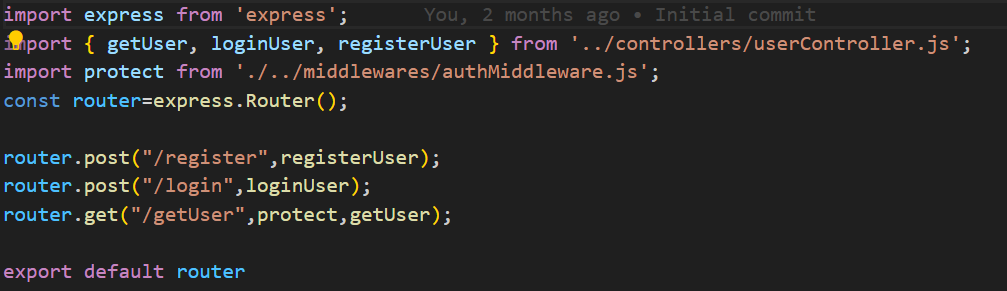 import express from 'express';     You, 2 months ago • Initial commit
import { getUser, loginUser, registerUser } from '../controllers/userController.js';
import protect from './../middlewares/authMiddleware.js';
const router=express.Router();

router.post("/register",registerUser);
router.post("/login",loginUser);
router.get("/getUser",protect,getUser);

export default router